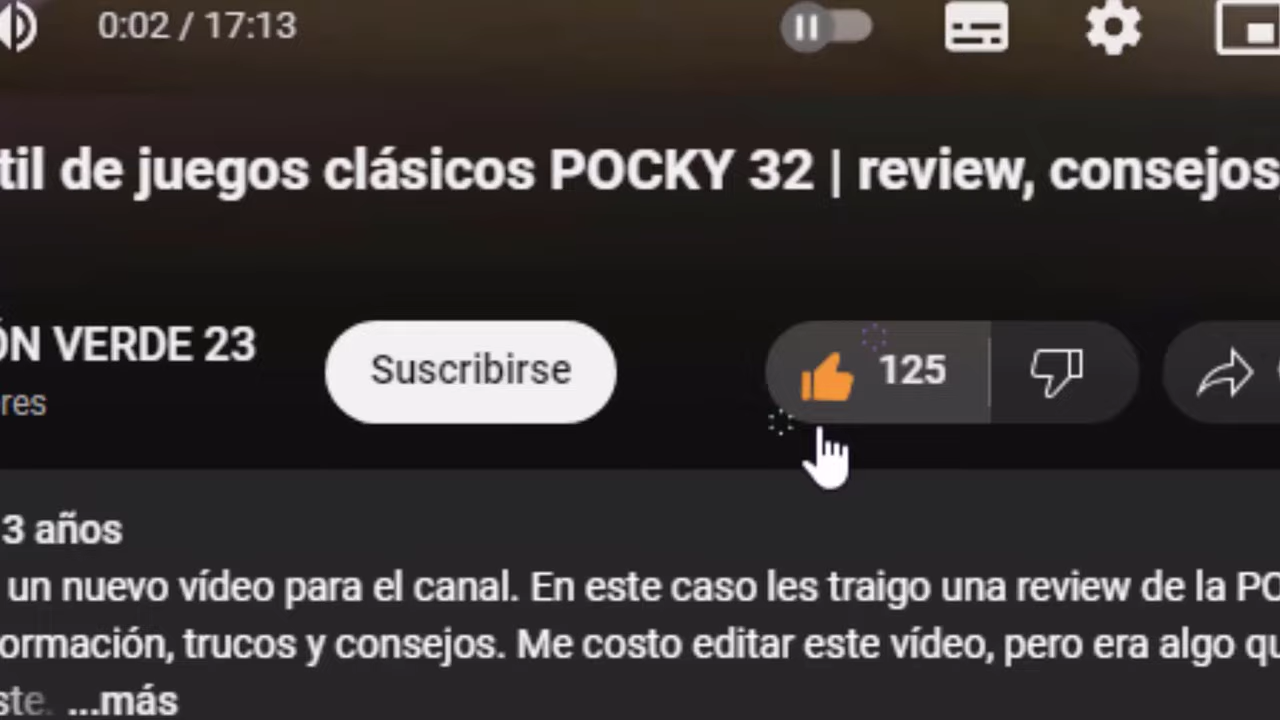 0:02 / 17:13
til de juegos clásicos POCKY 32 | review, consejos,
ÓN VERDE 23
Suscribirse
125
res
3 años
un nuevo vídeo para el canal. En este caso les traigo una review de la PO
ormación, trucos y consejos. Me costo editar este vídeo, pero era algo qu
ste. ...más